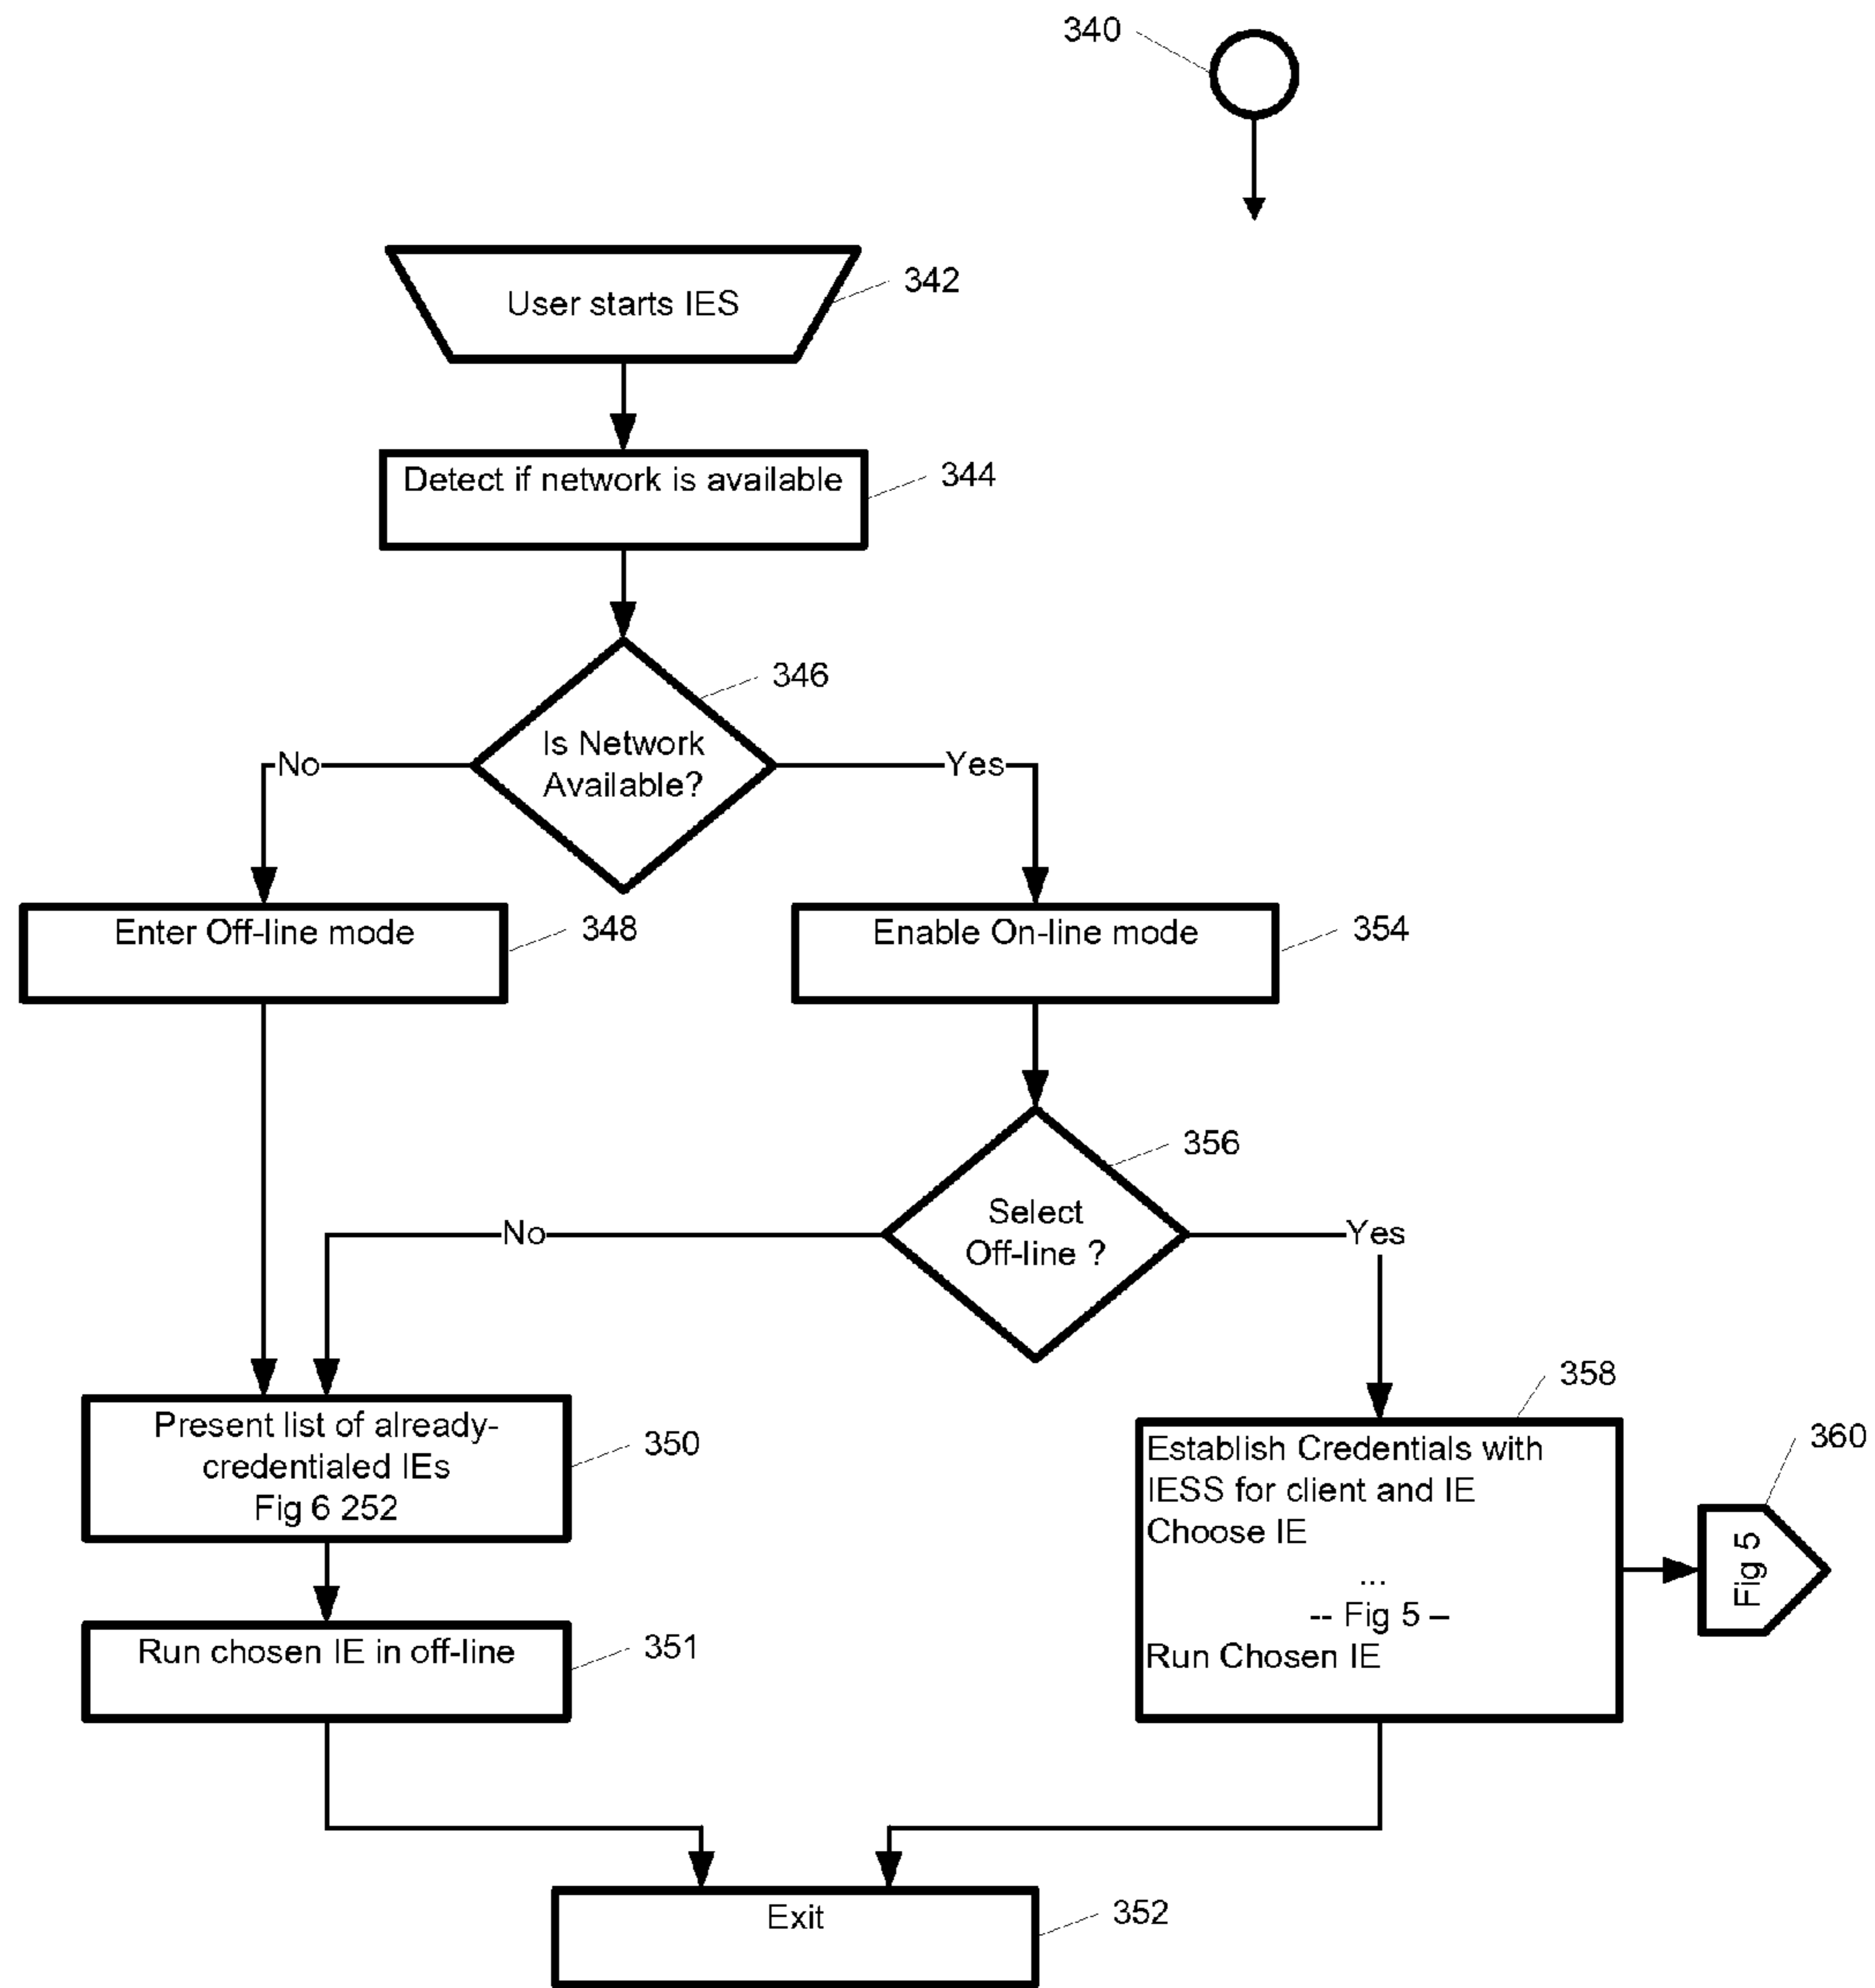 340
User starts IES
342
Detect if network is available
344
346
Is Network
Available?
No
Yes
Enter Off-line mode
348
Enable On-line mode
354
356
Select
Off-line ?
No
Yes
358
Present list of already-
credentialed IEs
Fig 6 252
350
Establish Credentials with
IESS for client and IE
Choose IE
...
-- Fig 5 –
Run Chosen IE
360
Fig 5
Run chosen IE in off-line
351
Exit
352